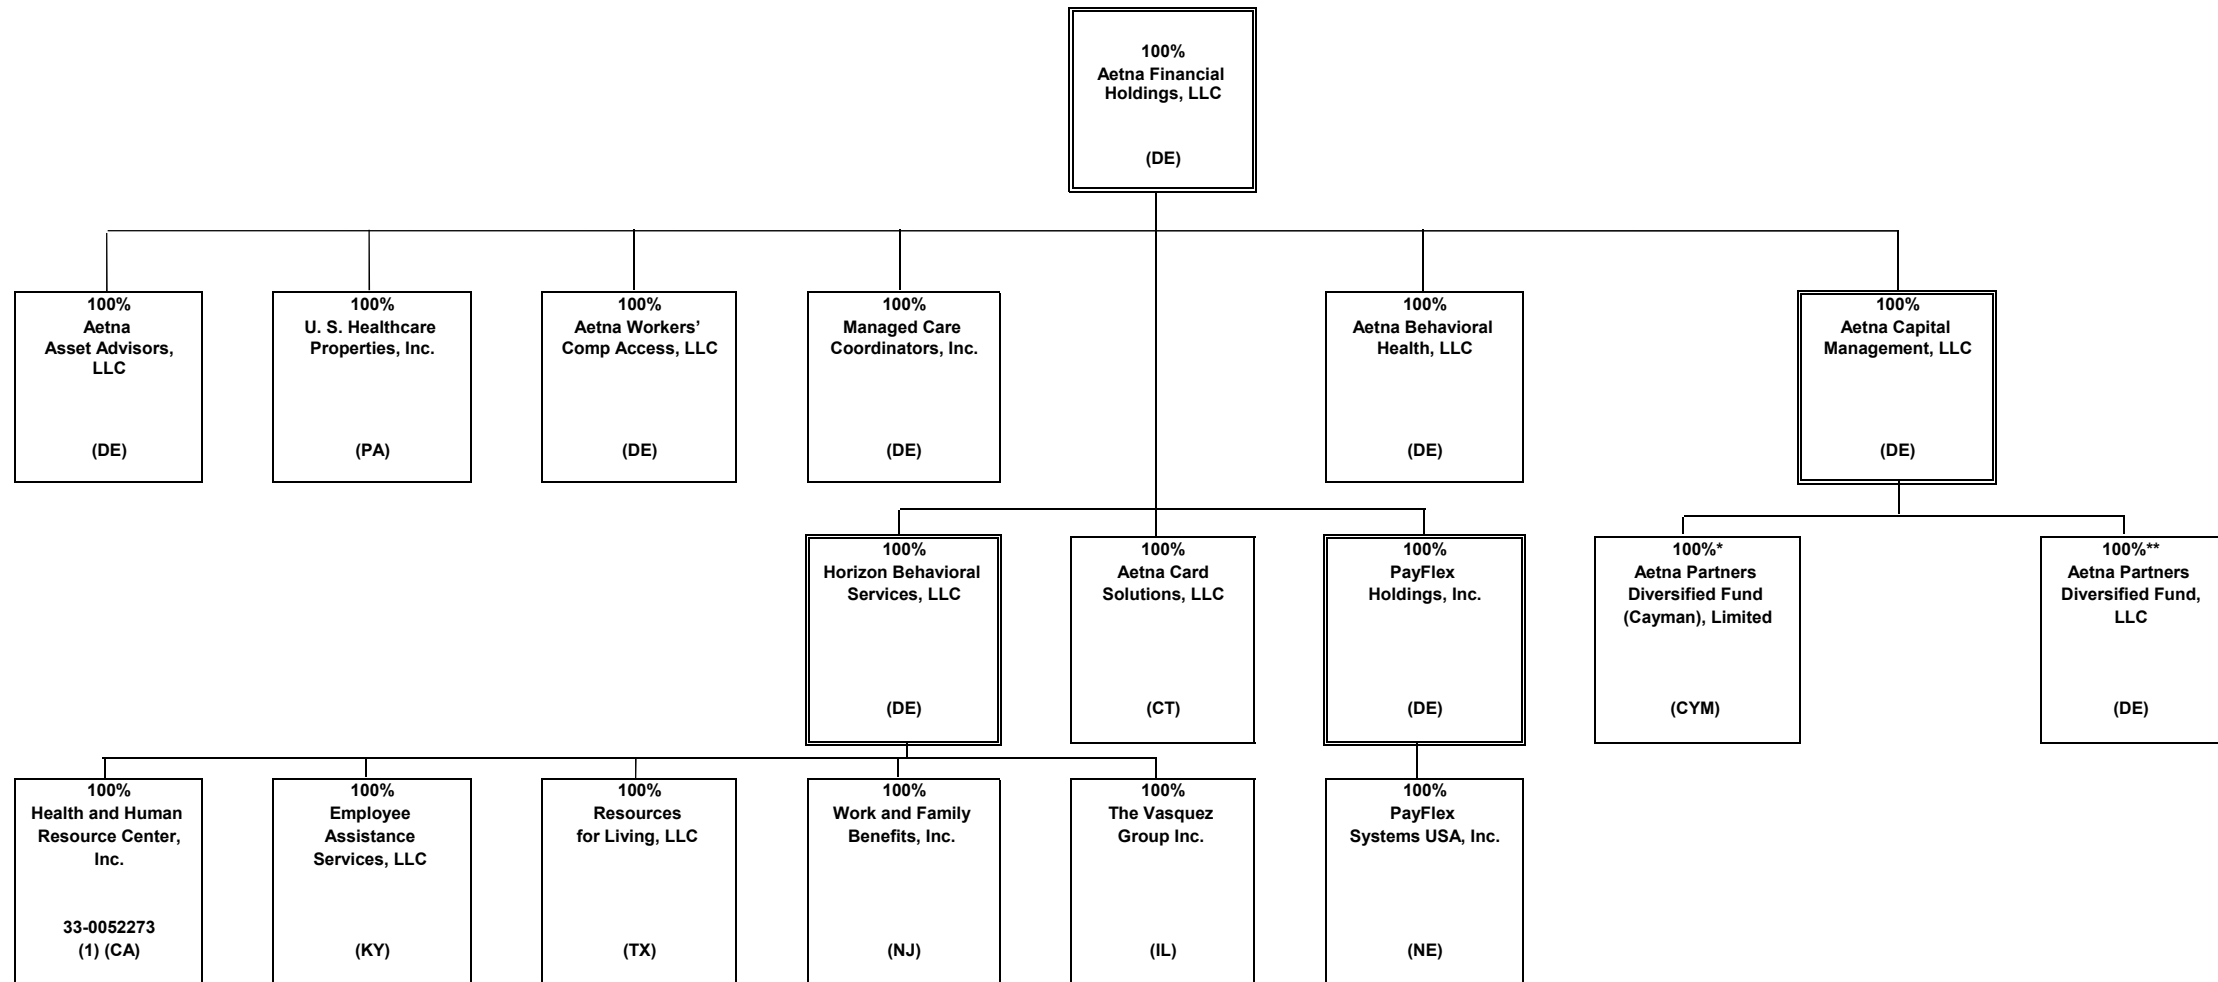 100%
Aetna Financial
Holdings, LLC
(DE)
100%
Aetna
Asset Advisors,
LLC
(DE)
100%
U. S. Healthcare
Properties, Inc.
(PA)
100%
Aetna Workers’
Comp Access, LLC
(DE)
100%
Managed Care
Coordinators, Inc.
(DE)
100%
Aetna Behavioral
Health, LLC
(DE)
100%
Aetna Capital
Management, LLC
(DE)
100%
Horizon Behavioral
Services, LLC
(DE)
100%
Aetna Card
Solutions, LLC
(CT)
100%
PayFlex
Holdings, Inc.
(DE)
100%*
Aetna Partners
Diversified Fund
(Cayman), Limited
(CYM)
100%**
Aetna Partners
Diversified Fund,
LLC
(DE)
100%
Health and Human
Resource Center,
Inc.
33-0052273
(1) (CA)
100%
Employee
Assistance
Services, LLC
(KY)
100%
Resources
for Living, LLC
(TX)
100%
Work and Family
Benefits, Inc.
(NJ)
100%
The Vasquez
Group Inc.
(IL)
100%
PayFlex
Systems USA, Inc.
(NE)